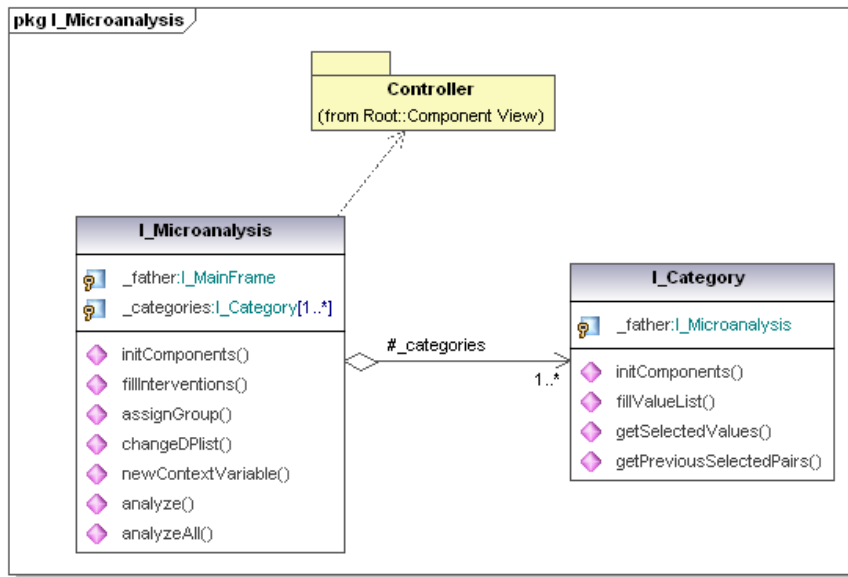 pkg I_Microanalysis
Controller
(from Root::Component View)
I_Microanalysis
_father:I_MainFrame
_categories:I_Category[1..*]
initComponents()
fillInterventions()
assignGroup()
changeDPlist()
newContextVariable()
analyze()
analyzeAll()
#_categories
1..*
I_Category
_father:I_Microanalysis
initComponents()
fillValueList()
getSelectedValues()
getPreviousSelectedPairs()